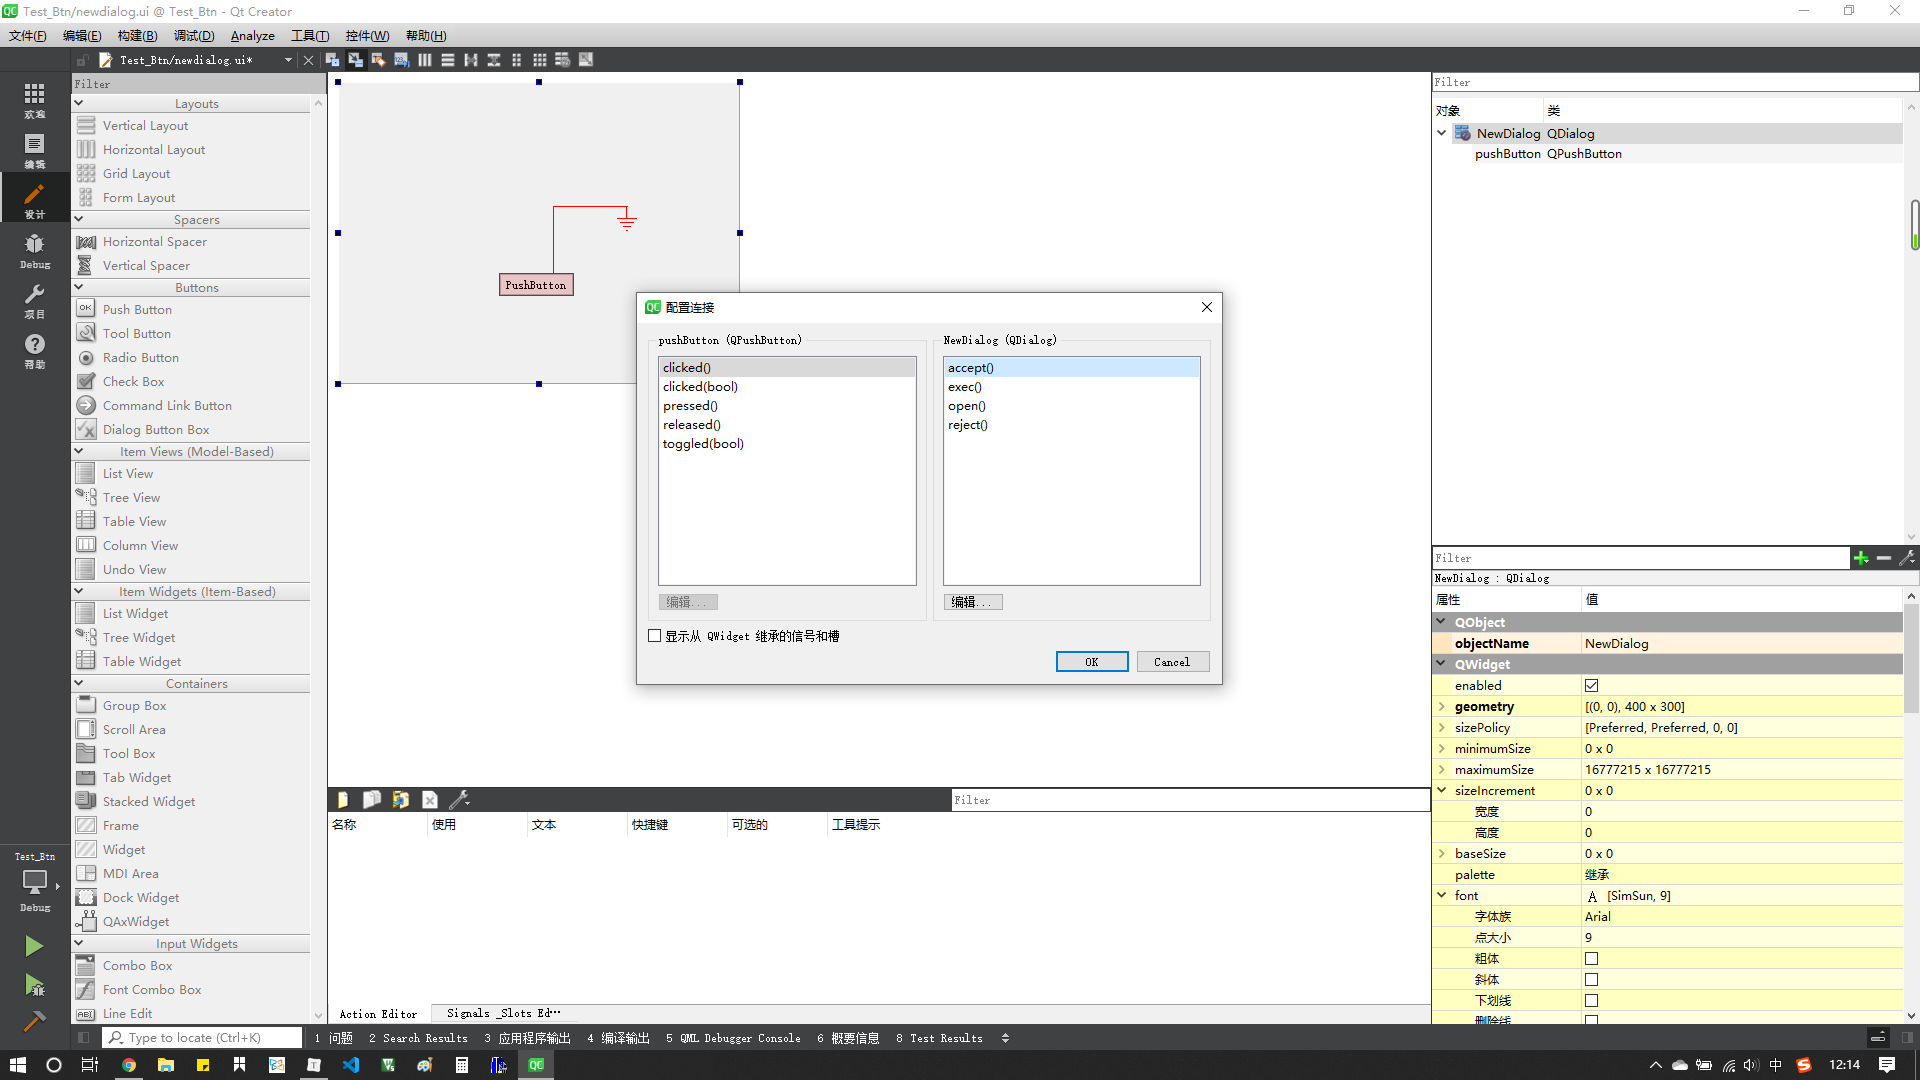 Test_Btn/newdialog.ui @ Test_Btn - Qt Creator
文件(F) 编辑(E) 构建(B) 调试(D) Analyze 工具(T) 控件(W) 帮助(H)
Test_Btn/newdialog.ui*
欢迎
编辑
设计
Debug
项目
帮助
Test_Btn
Debug
Filter
Layouts
Vertical Layout
Horizontal Layout
Grid Layout
Form Layout
Spacers
Horizontal Spacer
Vertical Spacer
Buttons
OK Push Button
Tool Button
Radio Button
Check Box
Command Link Button
Dialog Button Box
Item Views (Model-Based)
List View
Tree View
Table View
Column View
Undo View
Item Widgets (Item-Based)
List Widget
Tree Widget
Table Widget
Containers
Group Box
Scroll Area
Tool Box
Tab Widget
Stacked Widget
Frame
Widget
MDI Area
Dock Widget
QAxWidget
Input Widgets
Combo Box
Font Combo Box
Line Edit
PushButton
QC 配置连接
pushButton (QPushButton)
clicked()
clicked(bool)
pressed()
released()
toggled(bool)
编辑...
NewDialog (QDialog)
accept()
exec()
open()
reject()
编辑...
显示从 QWidget 继承的信号和槽
OK Cancel
Filter
名称 使用 文本 快捷键 可选的 工具提示
Action Editor Signals _Slots Ed…
Filter
对象 类
NewDialog QDialog
pushButton QPushButton
Filter
NewDialog : QDialog
属性 值
QObject
objectName NewDialog
QWidget
enabled
geometry [(0, 0), 400 x 300]
sizePolicy [Preferred, Preferred, 0, 0]
minimumSize 0 x 0
maximumSize 16777215 x 16777215
sizeIncrement 0 x 0
宽度 0
高度 0
baseSize 0 x 0
palette 继承
font A [SimSun, 9]
字体族 Arial
点大小 9
粗体
斜体
下划线
删除线
Type to locate (Ctrl+K) 1 问题 2 Search Results 3 应用程序输出 4 编译输出 5 QML Debugger Console 6 概要信息 8 Test Results
中 12:14